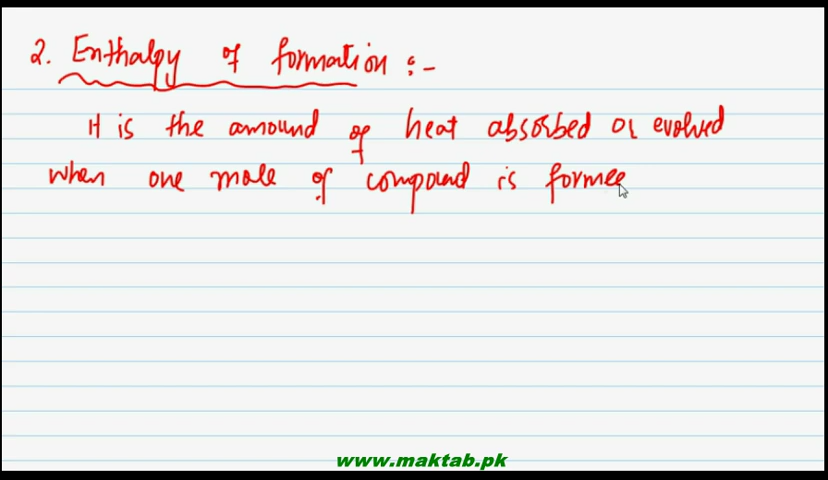 2. Enthalpy of formation :-
It is the amound of heat absorbed or evolved
when one mole of compound is forme
www.maktab.pk